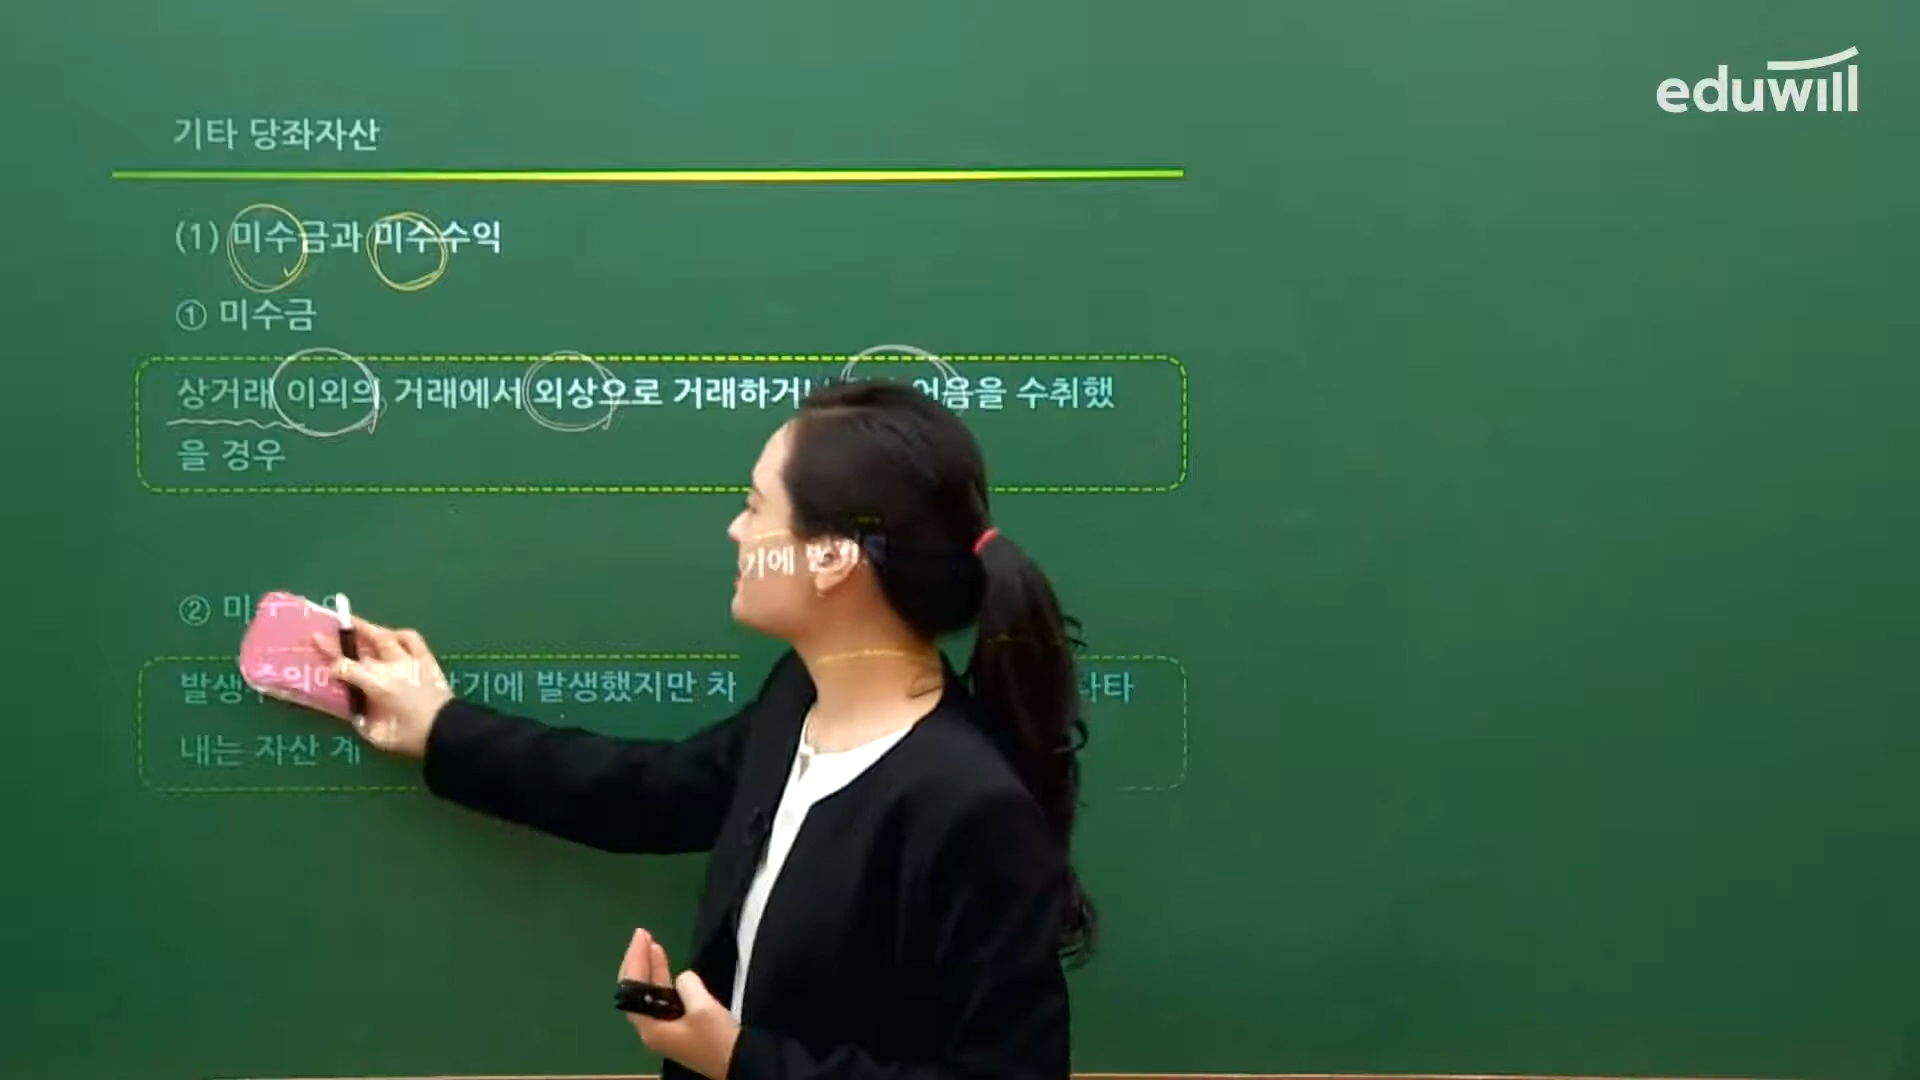 eduwill
기타 당좌자산
(1) 미수금과 미수수익
① 미수금
상거래 이외의 거래에서 외상으로 거래하거나 어음을 수취했
을 경우
②
발생 당기에 발생했지만 차
내는 자산